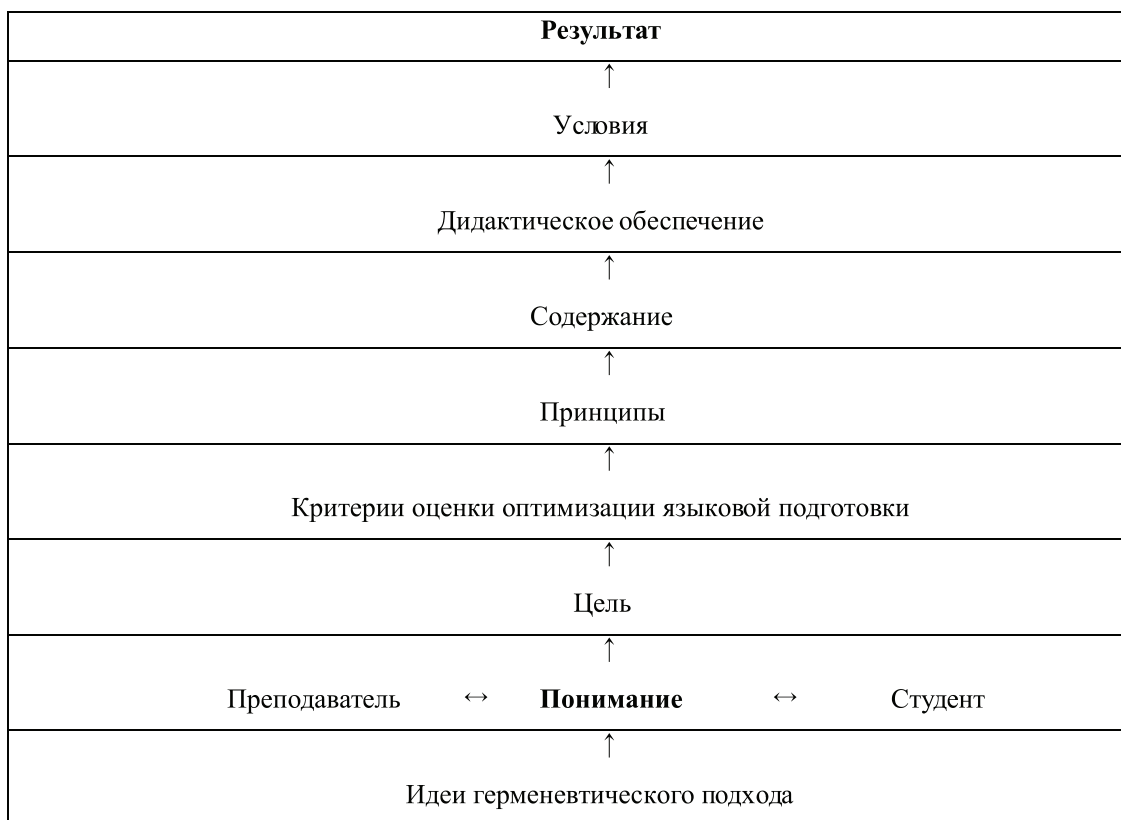 Результат
↑
Условия
↑
Дидактическое обеспечение
↑
Содержание
↑
Принципы
↑
Критерии оценки оптимизации языковой подготовки
↑
Цель
↑
Преподаватель ↔ Понимание ↔ Студент
↑
Идеи герменевтического подхода